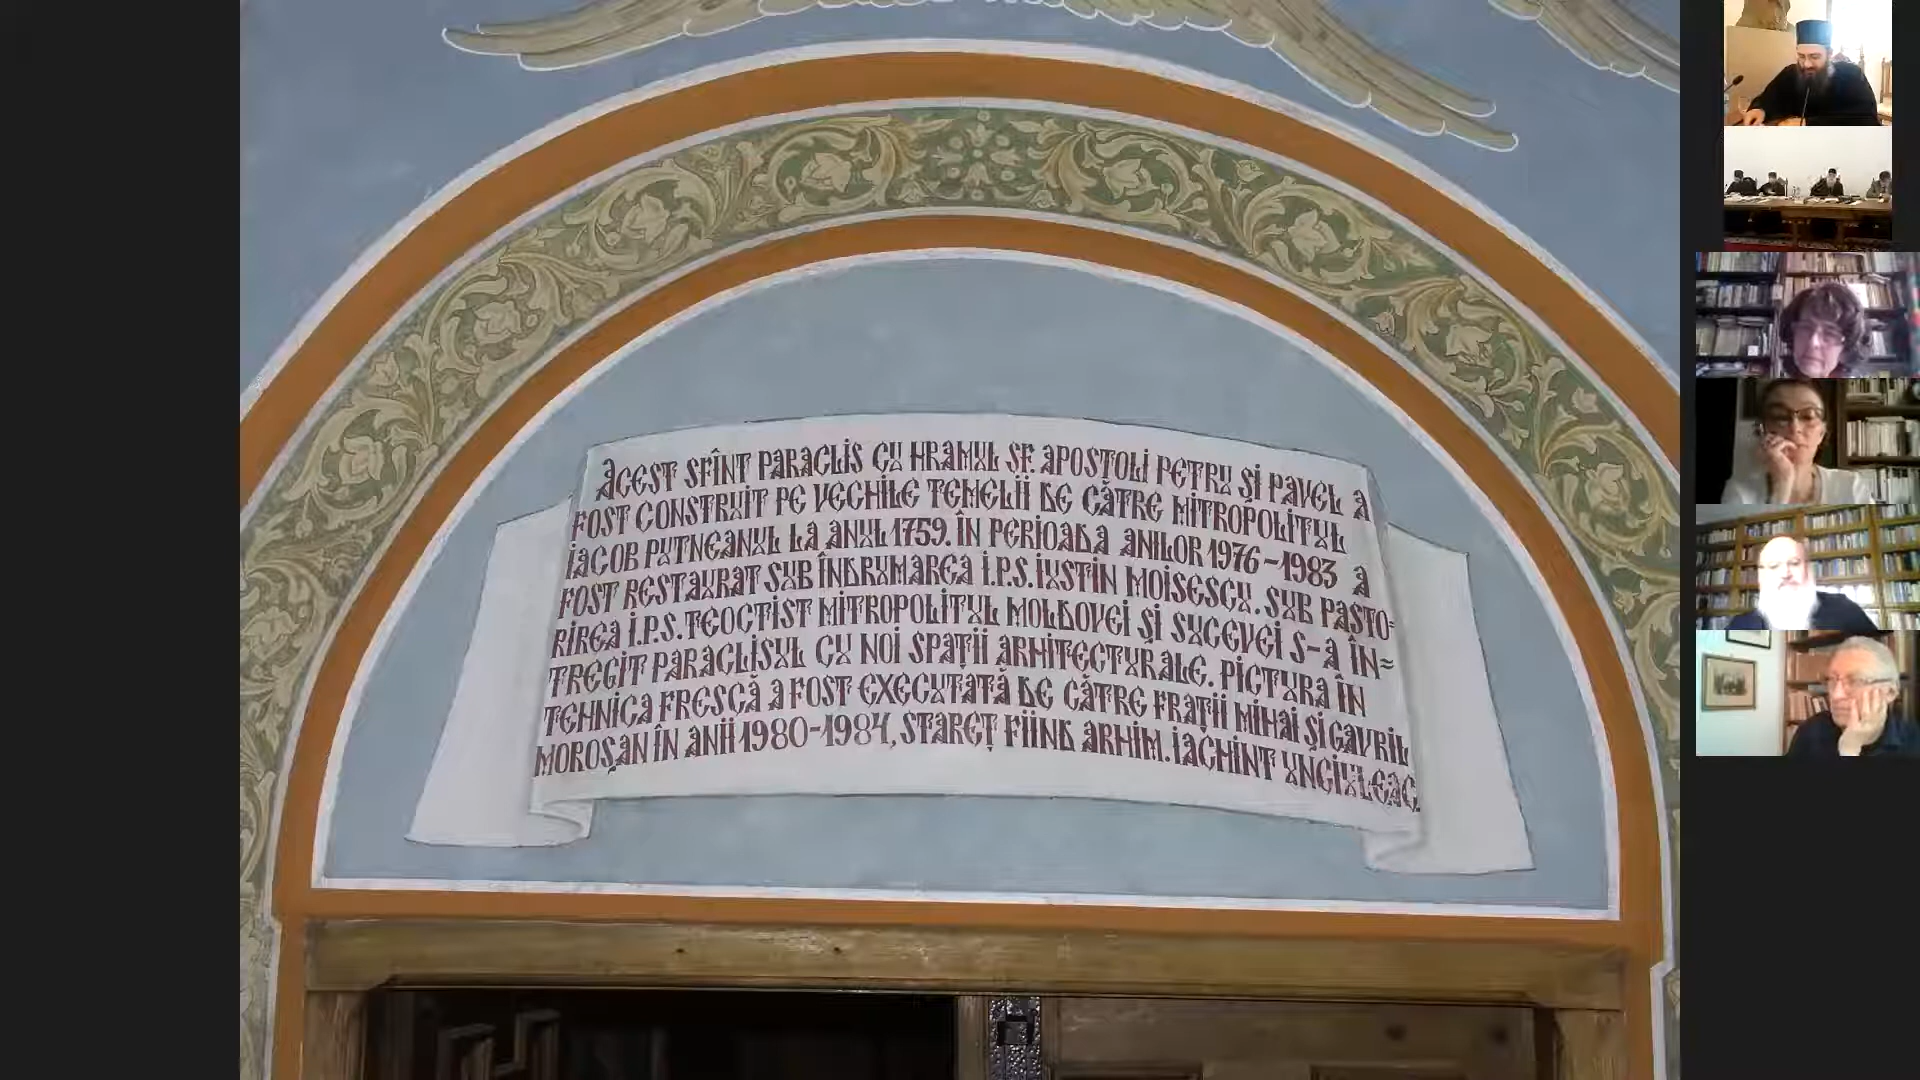 ACEST SFÎNT PARACLIS CU HRAMUL SF. APOSTOLI PETRU ȘI PAVEL A
FOST CONSTRUIT PE VECHILE TEMELII DE CĂTRE MITROPOLITUL
IACOB PUTNEANUL LA ANUL 1759. ÎN PERIOADA ANILOR 1976-1983 A
FOST RESTAURAT SUB ÎNDRUMAREA I.P.S. IUSTIN MOISESCU. SUB PASTO-
RIREA I.P.S. TEOCTIST MITROPOLITUL MOLDOVEI ȘI SUCEVEI S-A ÎN=
TREGIT PARACLISUL CU NOI SPAȚII ARHITECTURALE. PICTURA ÎN
TEHNICA FRESCĂ A FOST EXECUTATĂ DE CĂTRE FRAȚII MIHAI ȘI GAVRIL
MOROȘAN ÎN ANII 1980-1984, STAREȚ FIIND ARHIM. IACHINT UNCIULEAC.